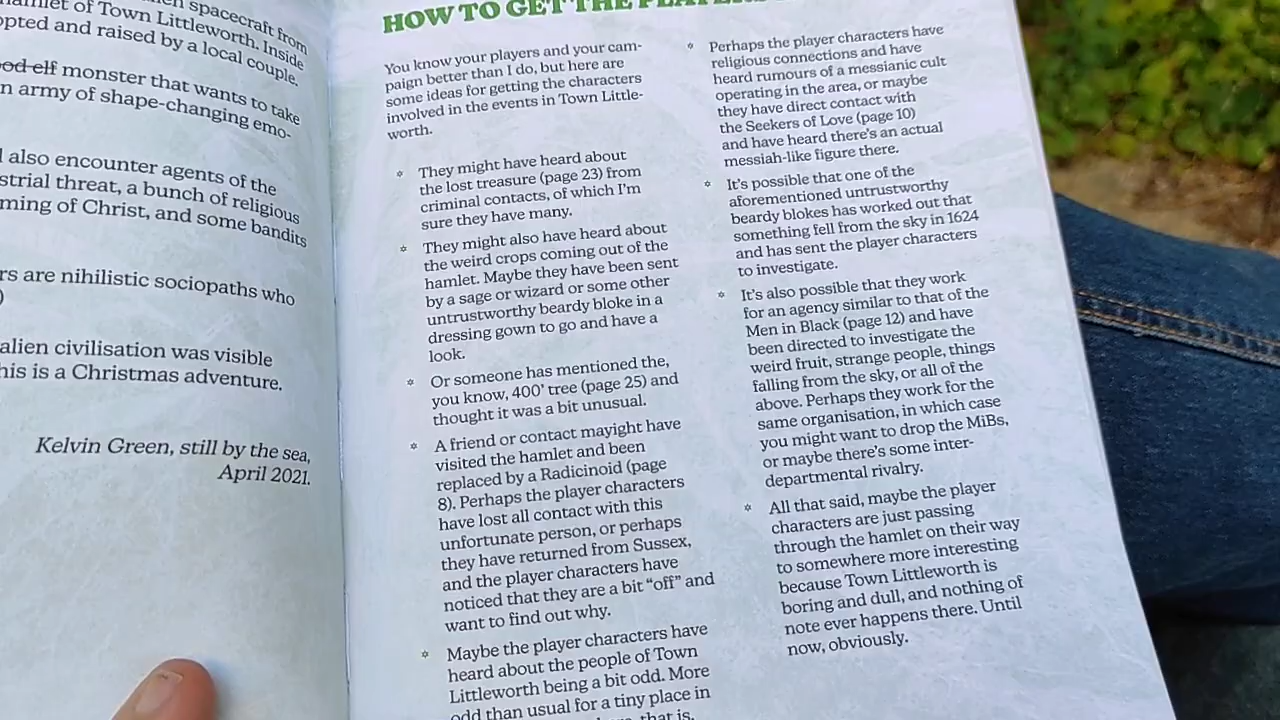 spacecraft from
of Town Littleworth. Inside
opted and raised by a local couple.
od elf monster that wants to take
n army of shape-changing emo-
also encounter agents of the
strial threat, a bunch of religious
ming of Christ, and some bandits
rs are nihilistic sociopaths who
)
alien civilisation was visible
his is a Christmas adventure.
Kelvin Green, still by the sea,
April 2021.
HOW TO GET THE PLAYERS
You know your players and your cam-
paign better than I do, but here are
some ideas for getting the characters
involved in the events in Town Little-
worth.
* They might have heard about
the lost treasure (page 23) from
criminal contacts, of which I'm
sure they have many.
* They might also have heard about
the weird crops coming out of the
hamlet. Maybe they have been sent
by a sage or wizard or some other
untrustworthy beardy bloke in a
dressing gown to go and have a
look.
* Or someone has mentioned the,
you know, 400' tree (page 25) and
thought it was a bit unusual.
* A friend or contact mayight have
visited the hamlet and been
replaced by a Radicinoid (page
8). Perhaps the player characters
have lost all contact with this
unfortunate person, or perhaps
they have returned from Sussex,
and the player characters have
noticed that they are a bit “off” and
want to find out why.
* Maybe the player characters have
heard about the people of Town
Littleworth being a bit odd. More
odd than usual for a tiny place in
that is,
* Perhaps the player characters have
religious connections and have
heard rumours of a messianic cult
operating in the area, or maybe
they have direct contact with
the Seekers of Love (page 10)
and have heard there's an actual
messiah-like figure there.
* It's possible that one of the
aforementioned untrustworthy
beardy blokes has worked out that
something fell from the sky in 1624
and has sent the player characters
to investigate.
* It's also possible that they work
for an agency similar to that of the
Men in Black (page 12) and have
been directed to investigate the
weird fruit, strange people, things
falling from the sky, or all of the
above. Perhaps they work for the
same organisation, in which case
you might want to drop the MiBs,
or maybe there's some inter-
departmental rivalry.
* All that said, maybe the player
characters are just passing
through the hamlet on their way
to somewhere more interesting
because Town Littleworth is
boring and dull, and nothing of
note ever happens there. Until
now, obviously.